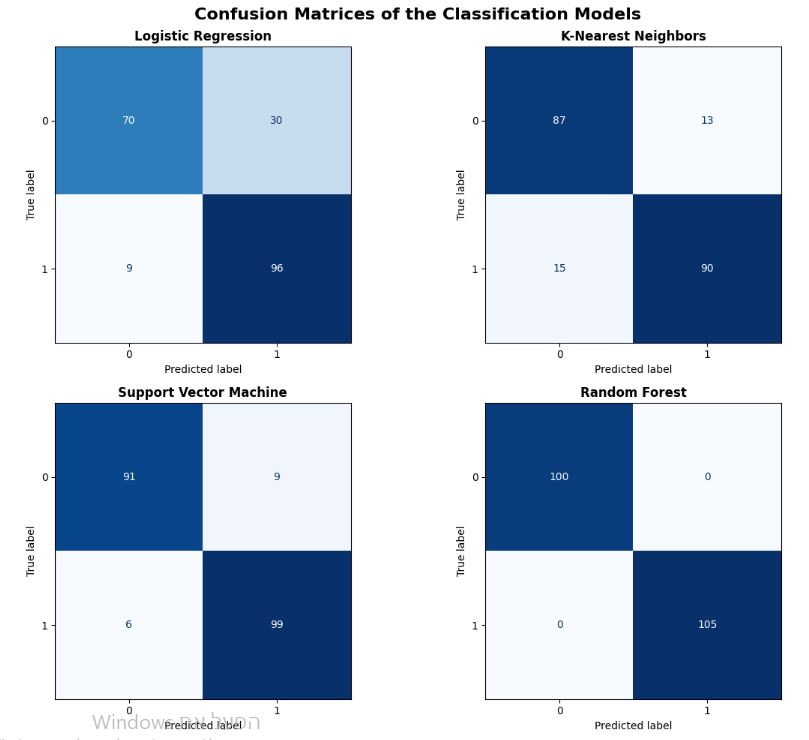 Confusion Matrices of the Classification Models
Logistic Regression
True label
0
70
30
1
9
96
0
1
Predicted label
K-Nearest Neighbors
True label
0
87
13
1
15
90
0
1
Predicted label
Support Vector Machine
True label
0
91
9
1
6
99
0
1
Predicted label
Random Forest
True label
0
100
0
1
0
105
0
1
Predicted label
הפעל את Windows